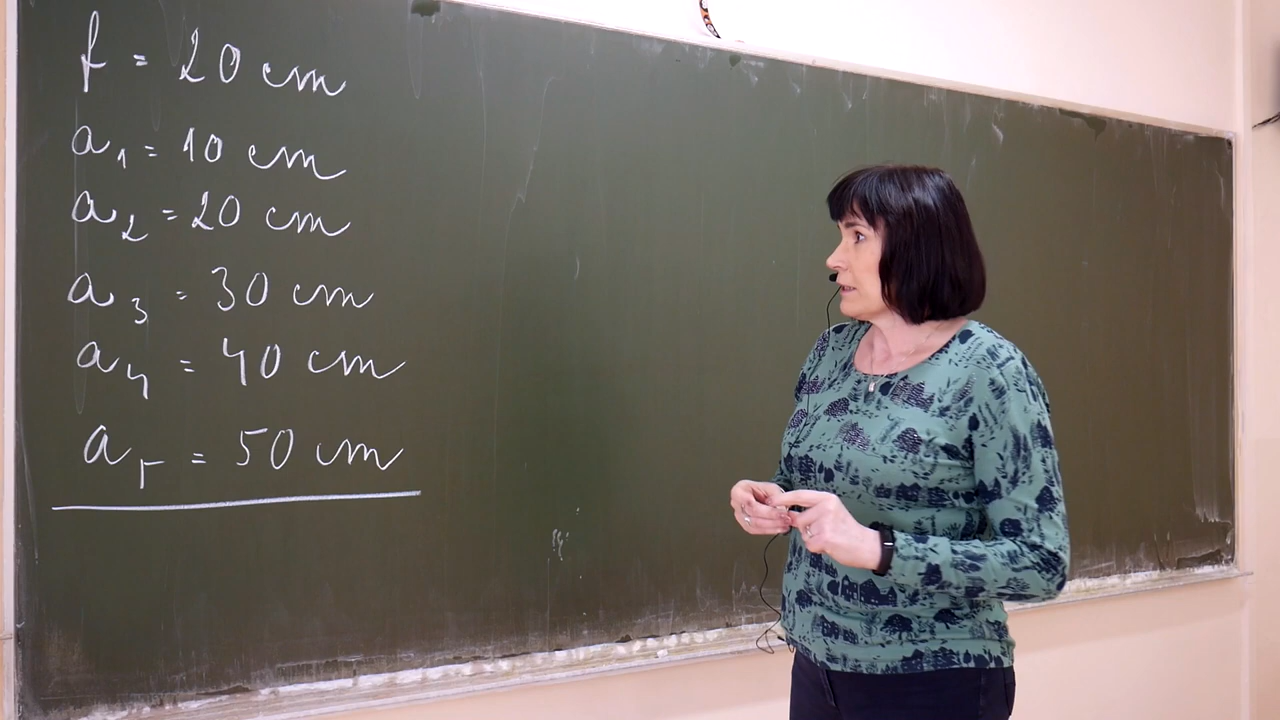 f = 20 cm
a₁ = 10 cm
a₂ = 20 cm
a₃ = 30 cm
a₄ = 40 cm
a₅ = 50 cm